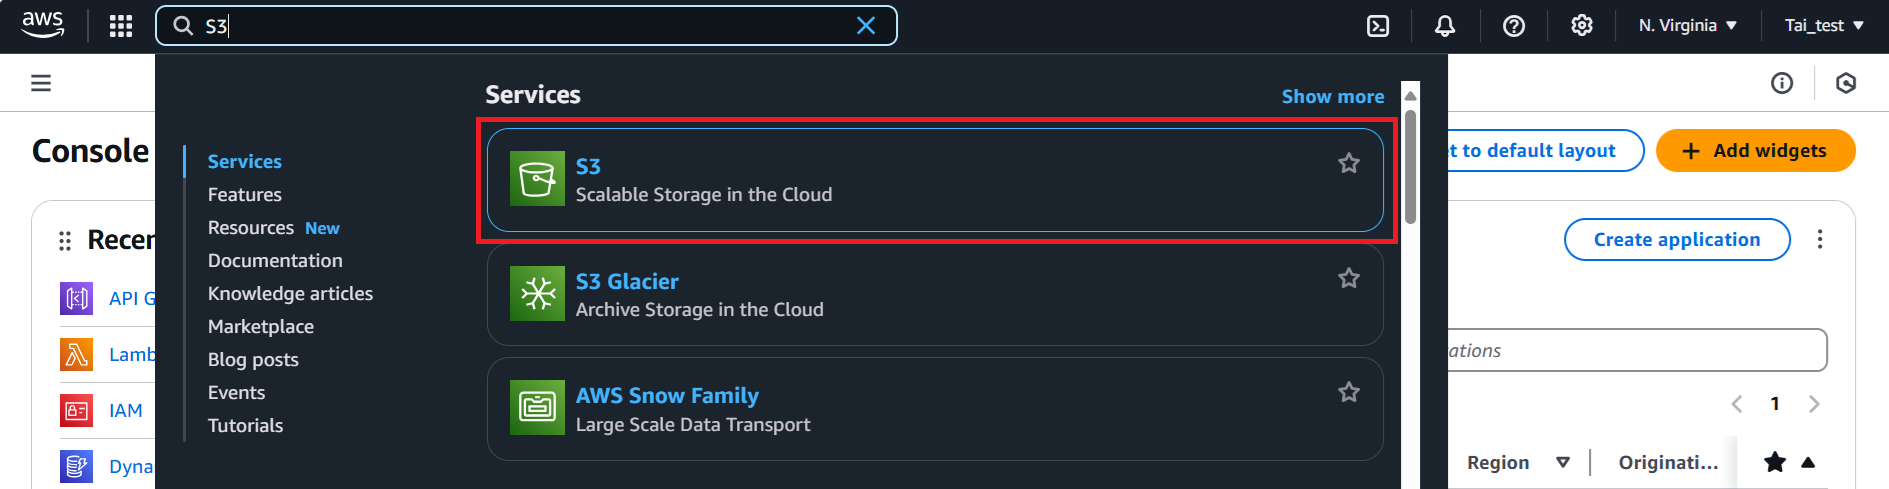 aws
S3
N. Virginia
Tai_test
Services
Show more
Console
Services
Features
Resources New
Documentation
Knowledge articles
Marketplace
Blog posts
Events
Tutorials
S3
Scalable Storage in the Cloud
S3 Glacier
Archive Storage in the Cloud
AWS Snow Family
Large Scale Data Transport
t to default layout
+ Add widgets
Recen
API G
Lamb
IAM
Dyna
Create application
ations
1
Region
Originati...